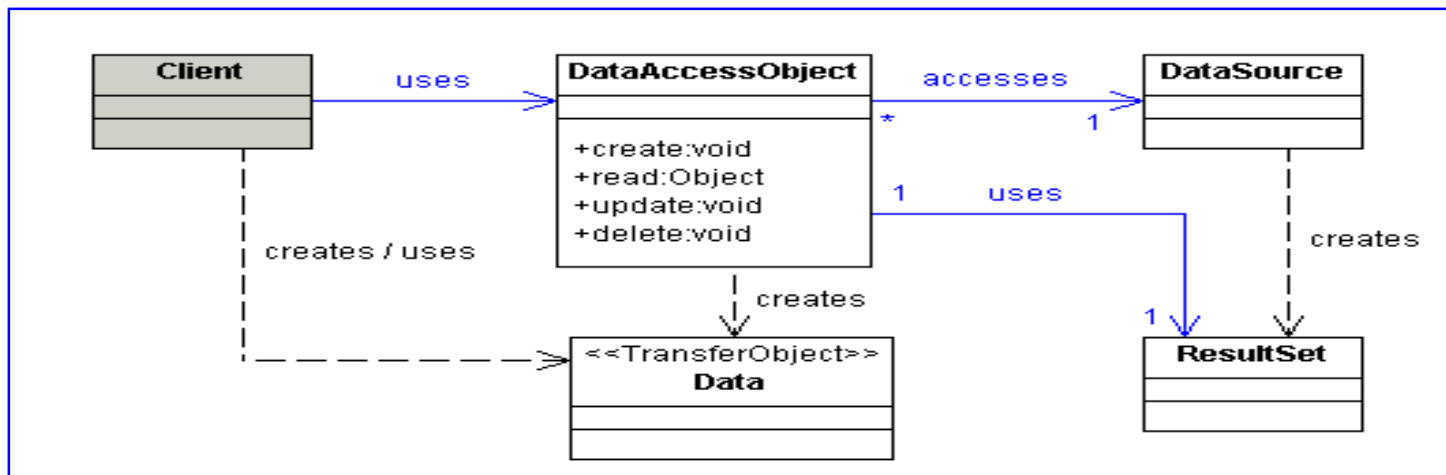 Client
uses
DataAccessObject
accesses
DataSource
*
1
+create:void
+read:Object
+update:void
+delete:void
1
uses
creates / uses
creates
creates
1
<<TransferObject>>
Data
ResultSet